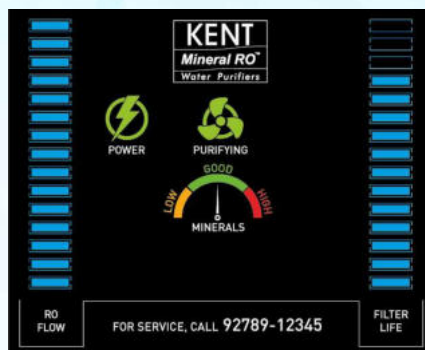 KENT
Mineral RO™
Water Purifiers
POWER
PURIFYING
LOW
GOOD
HIGH
MINERALS
RO
FLOW
FOR SERVICE, CALL 92789-12345
FILTER
LIFE